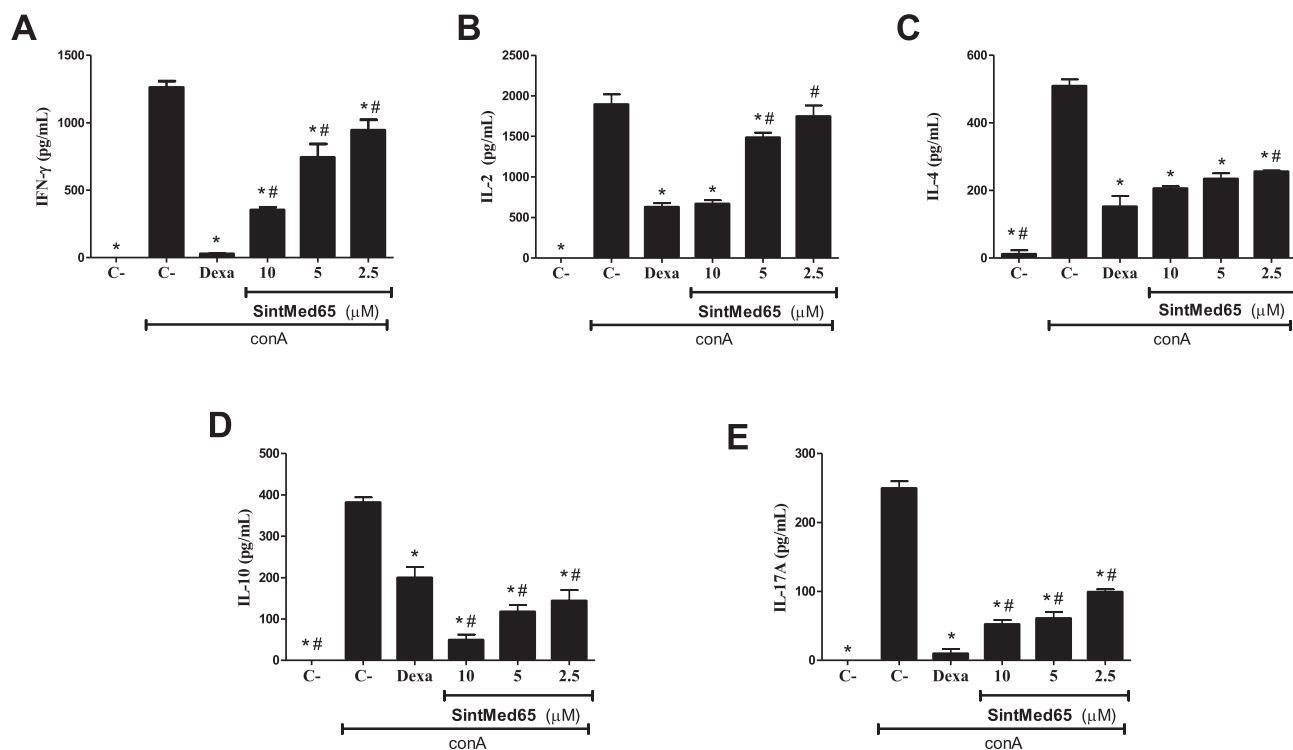 A
IFN-γ (pg/mL)
1500
1000
500
0
*
*
* #
* #
* #
C-
C-
Dexa
10
5
2.5
SintMed65 (μM)
conA
B
IL-2 (pg/mL)
2500
2000
1500
1000
500
0
*
*
*
* #
#
C-
C-
Dexa
10
5
2.5
SintMed65 (μM)
conA
C
IL-4 (pg/mL)
600
400
200
0
* #
*
*
*
* #
C-
C-
Dexa
10
5
2.5
SintMed65 (μM)
conA
D
IL-10 (pg/mL)
500
400
300
200
100
0
* #
*
* #
* #
* #
C-
C-
Dexa
10
5
2.5
SintMed65 (μM)
conA
E
IL-17A (pg/mL)
300
200
100
0
*
*
* #
* #
* #
C-
C-
Dexa
10
5
2.5
SintMed65 (μM)
conA